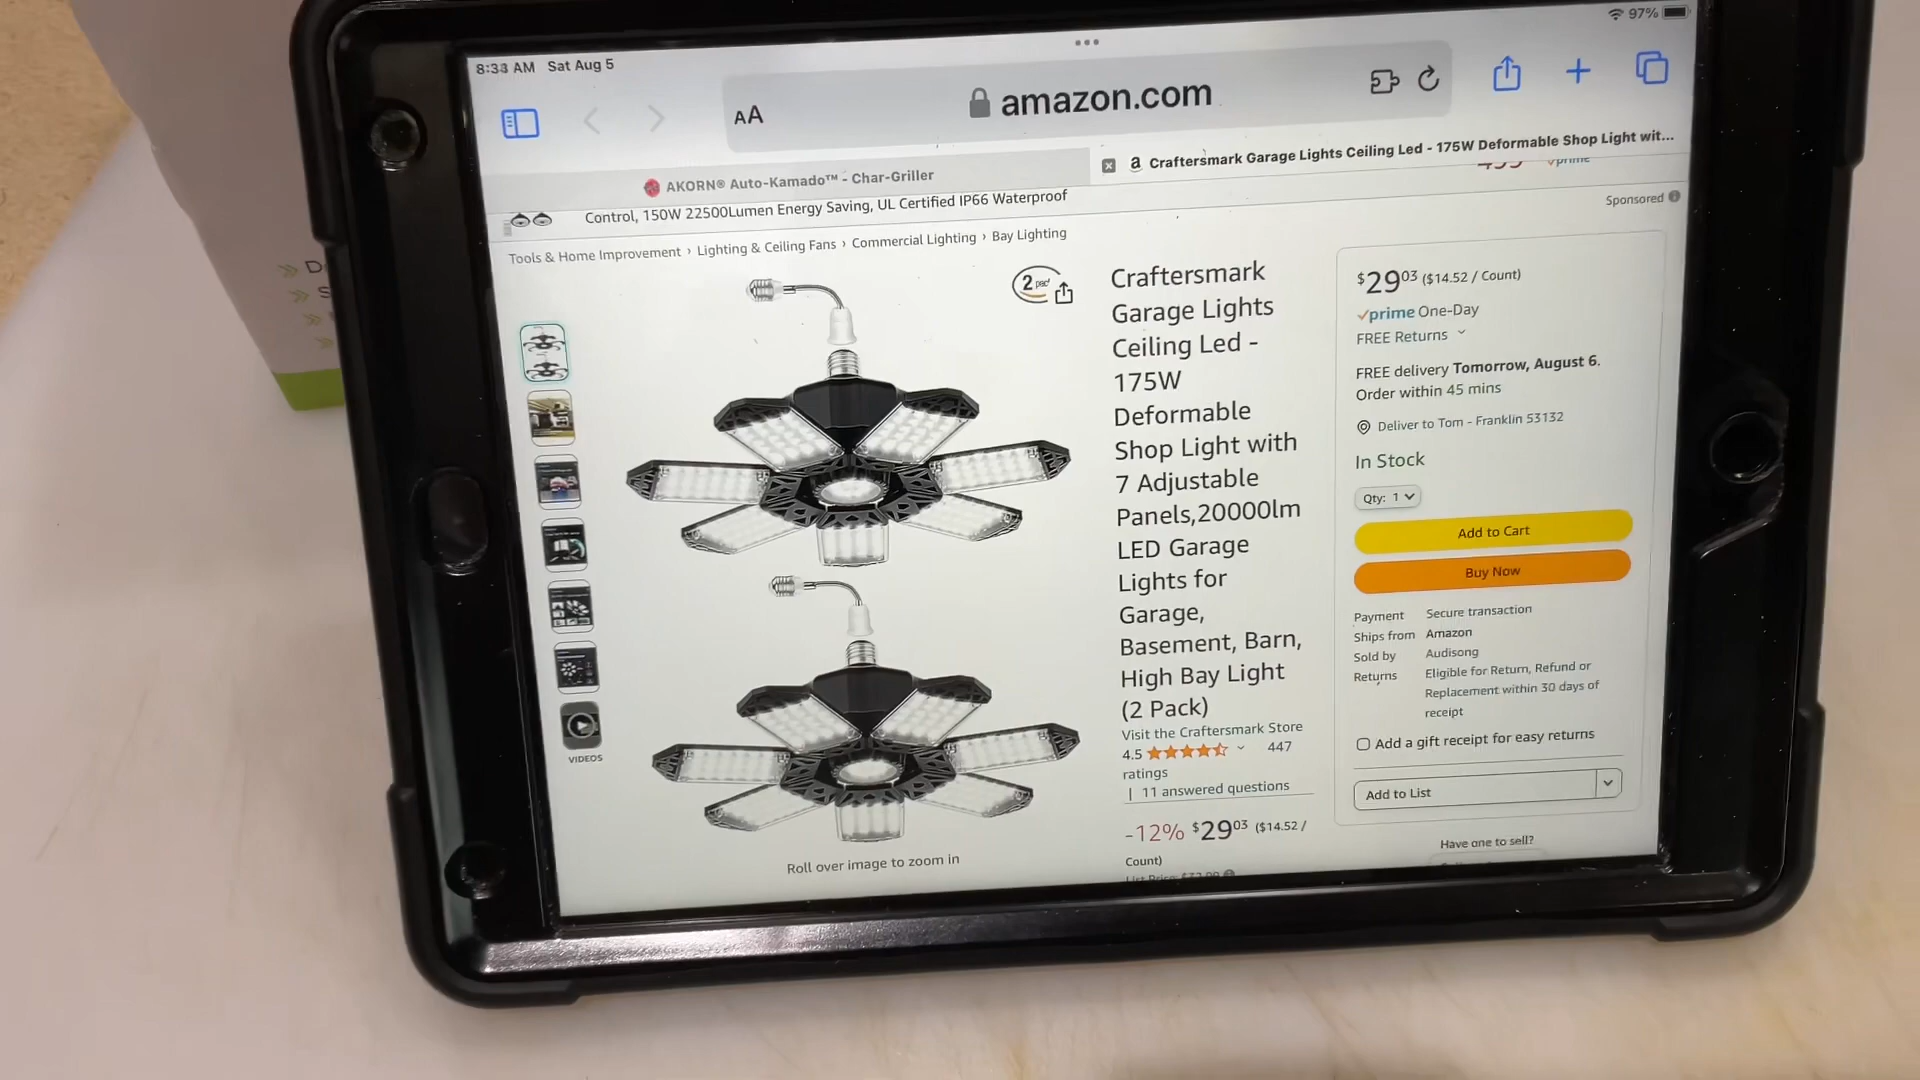 8:33 AM Sat Aug 5
97%
AA
amazon.com
AKORN® Auto-Kamado™ - Char-Griller
a Craftersmark Garage Lights Ceiling Led - 175W Deformable Shop Light wit...
Control, 150W 22500Lumen Energy Saving, UL Certified IP66 Waterproof
prime
Sponsored
Tools & Home Improvement › Lighting & Ceiling Fans › Commercial Lighting › Bay Lighting
2 pac
Craftersmark
Garage Lights
Ceiling Led -
175W
Deformable
Shop Light with
7 Adjustable
Panels,20000lm
LED Garage
Lights for
Garage,
Basement, Barn,
High Bay Light
(2 Pack)
Visit the Craftersmark Store
4.5 447
ratings
| 11 answered questions
-12% $29 03 ($14.52 /
Count)
VIDEOS
Roll over image to zoom in
$29 03 ($14.52 / Count)
prime One-Day
FREE Returns
FREE delivery Tomorrow, August 6.
Order within 45 mins
Deliver to Tom - Franklin 53132
In Stock
Qty: 1
Add to Cart
Buy Now
Payment Secure transaction
Ships from Amazon
Sold by Audisong
Returns Eligible for Return, Refund or
Replacement within 30 days of
receipt
Add a gift receipt for easy returns
Add to List
Have one to sell?